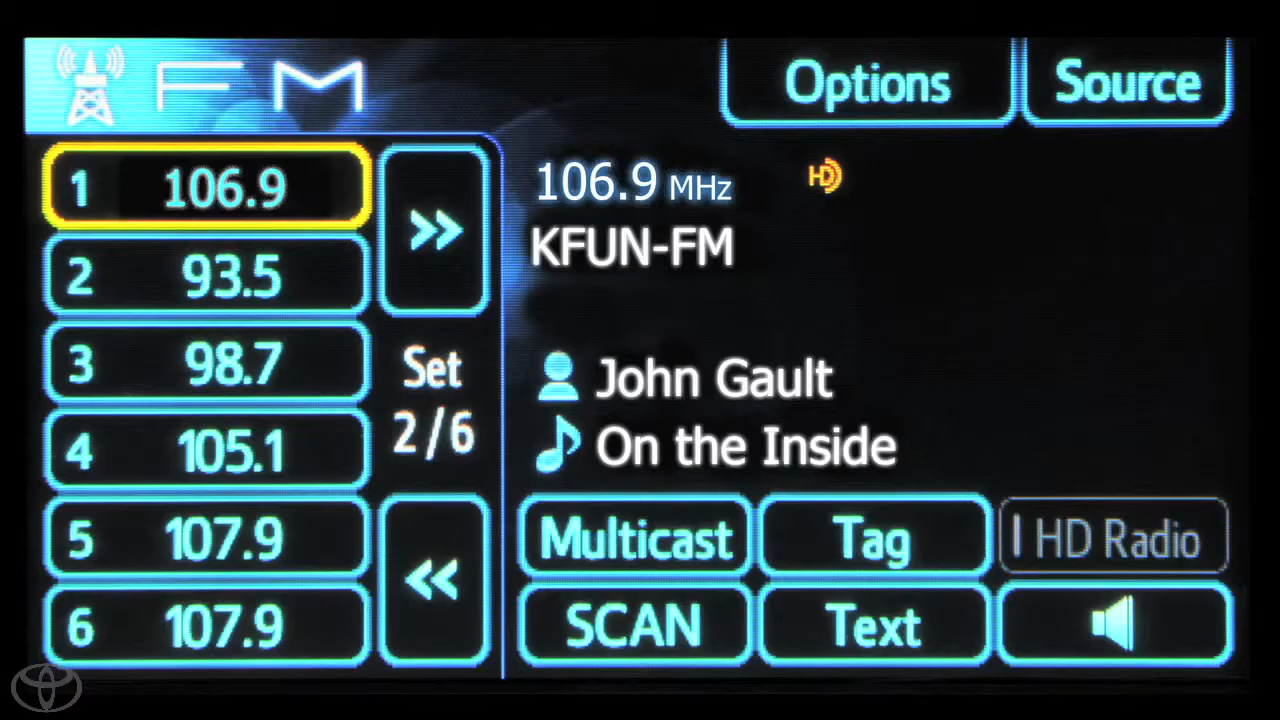 FM
Options
Source
1 106.9
2 93.5
3 98.7
4 105.1
5 107.9
6 107.9
>>
Set
2/6
<<
106.9 MHz
HD
KFUN-FM
John Gault
On the Inside
Multicast
Tag
HD Radio
SCAN
Text